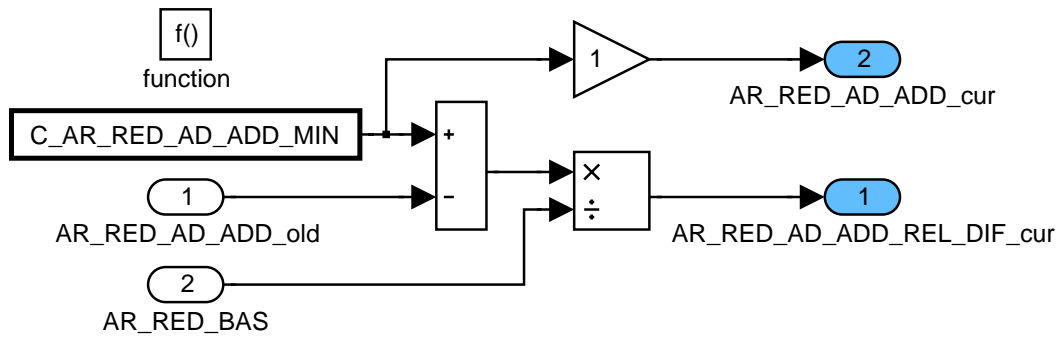 f()
function
1
2
AR_RED_AD_ADD_cur
C_AR_RED_AD_ADD_MIN
+
−
×
÷
1
AR_RED_AD_ADD_old
1
AR_RED_AD_ADD_REL_DIF_cur
2
AR_RED_BAS